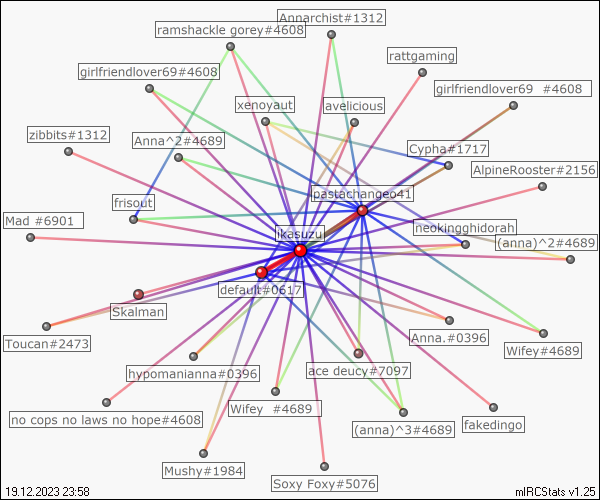 Annarchist#1312
ramshackle gorey#4608
rattgaming
girlfriendlover69#4608
girlfriendlover69 #4608
xenoyaut
avelicious
zibbits#1312
Anna^2#4689
Cypha#1717
AlpineRooster#2156
lpastachangeo41
frisout
Mad #6901
neokingghidorah
ikasuzu
(anna)^2#4689
default#0617
Skalman
Toucan#2473
Anna.#0396
Wifey#4689
hypomanianna#0396
ace deucy#7097
no cops no laws no hope#4608
Wifey #4689
fakedingo
(anna)^3#4689
Mushy#1984
Soxy Foxy#5076
19.12.2023 23:58
mIRCStats v1.25